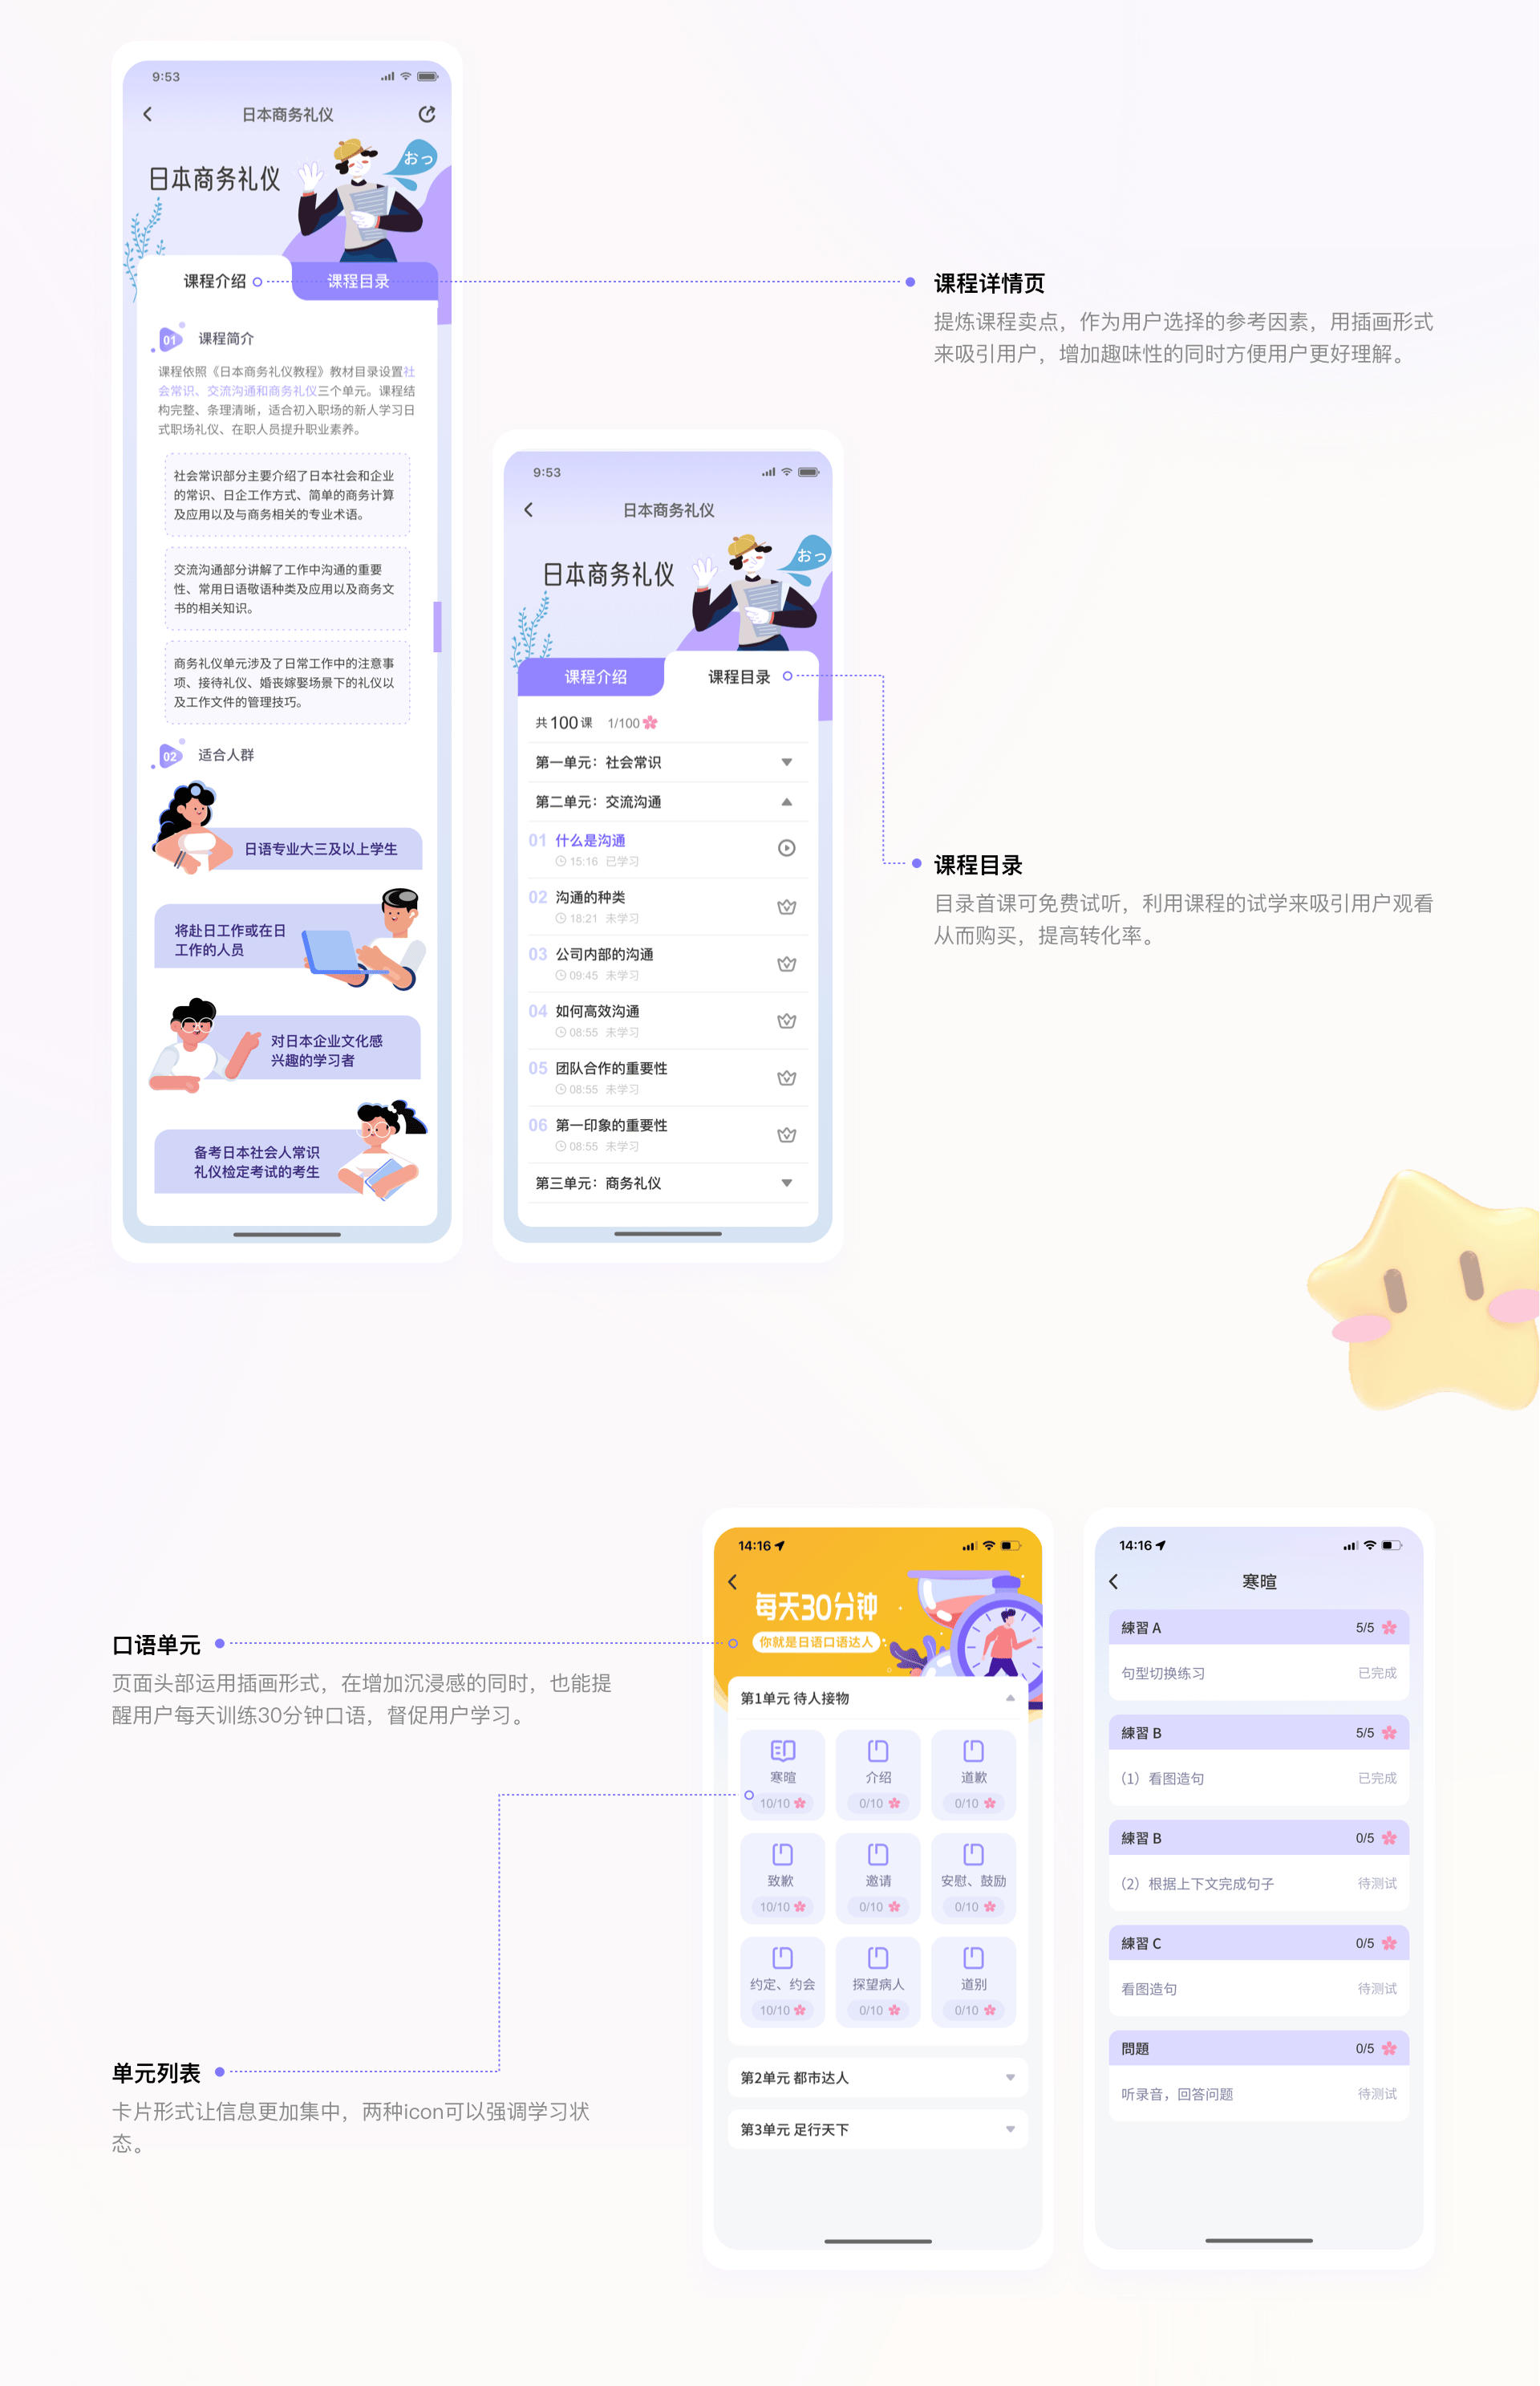 9:53
日本商务礼仪
日本商务礼仪
おっ
课程介绍
课程目录
01
课程简介
课程依照《日本商务礼仪教程》教材目录设置社
会常识、交流沟通和商务礼仪三个单元。课程结
构完整、条理清晰，适合初入职场的新人学习日
式职场礼仪、在职人员提升职业素养。
社会常识部分主要介绍了日本社会和企业
的常识、日企工作方式、简单的商务计算
及应用以及与商务相关的专业术语。
交流沟通部分讲解了工作中沟通的重要
性、常用日语敬语种类及应用以及商务文
书的相关知识。
商务礼仪单元涉及了日常工作中的注意事
项、接待礼仪、婚丧嫁娶场景下的礼仪以
及工作文件的管理技巧。
02
适合人群
日语专业大三及以上学生
将赴日工作或在日
工作的人员
对日本企业文化感
兴趣的学习者
备考日本社会人常识
礼仪检定考试的考生
课程详情页
提炼课程卖点，作为用户选择的参考因素，用插画形式
来吸引用户，增加趣味性的同时方便用户更好理解。
9:53
日本商务礼仪
日本商务礼仪
おっ
课程介绍
课程目录
共100课 1/100
第一单元：社会常识
第二单元：交流沟通
01 什么是沟通
15:16 已学习
02 沟通的种类
18:21 未学习
03 公司内部的沟通
09:45 未学习
04 如何高效沟通
08:55 未学习
05 团队合作的重要性
08:55 未学习
06 第一印象的重要性
08:55 未学习
第三单元：商务礼仪
课程目录
目录首课可免费试听，利用课程的试学来吸引用户观看
从而购买，提高转化率。
口语单元
页面头部运用插画形式，在增加沉浸感的同时，也能提
醒用户每天训练30分钟口语，督促用户学习。
单元列表
卡片形式让信息更加集中，两种icon可以强调学习状
态。
14:16
每天30分钟
你就是日语口语达人
第1单元 待人接物
寒暄 介绍 道歉
10/10 0/10 0/10
致歉 邀请 安慰、鼓励
10/10 0/10 0/10
约定、约会 探望病人 道别
10/10 0/10 0/10
第2单元 都市达人
第3单元 足行天下
14:16
寒暄
練習 A 5/5
句型切换练习 已完成
練習 B 5/5
（1）看图造句 已完成
練習 B 0/5
（2）根据上下文完成句子 待测试
練習 C 0/5
看图造句 待测试
問題 0/5
听录音，回答问题 待测试